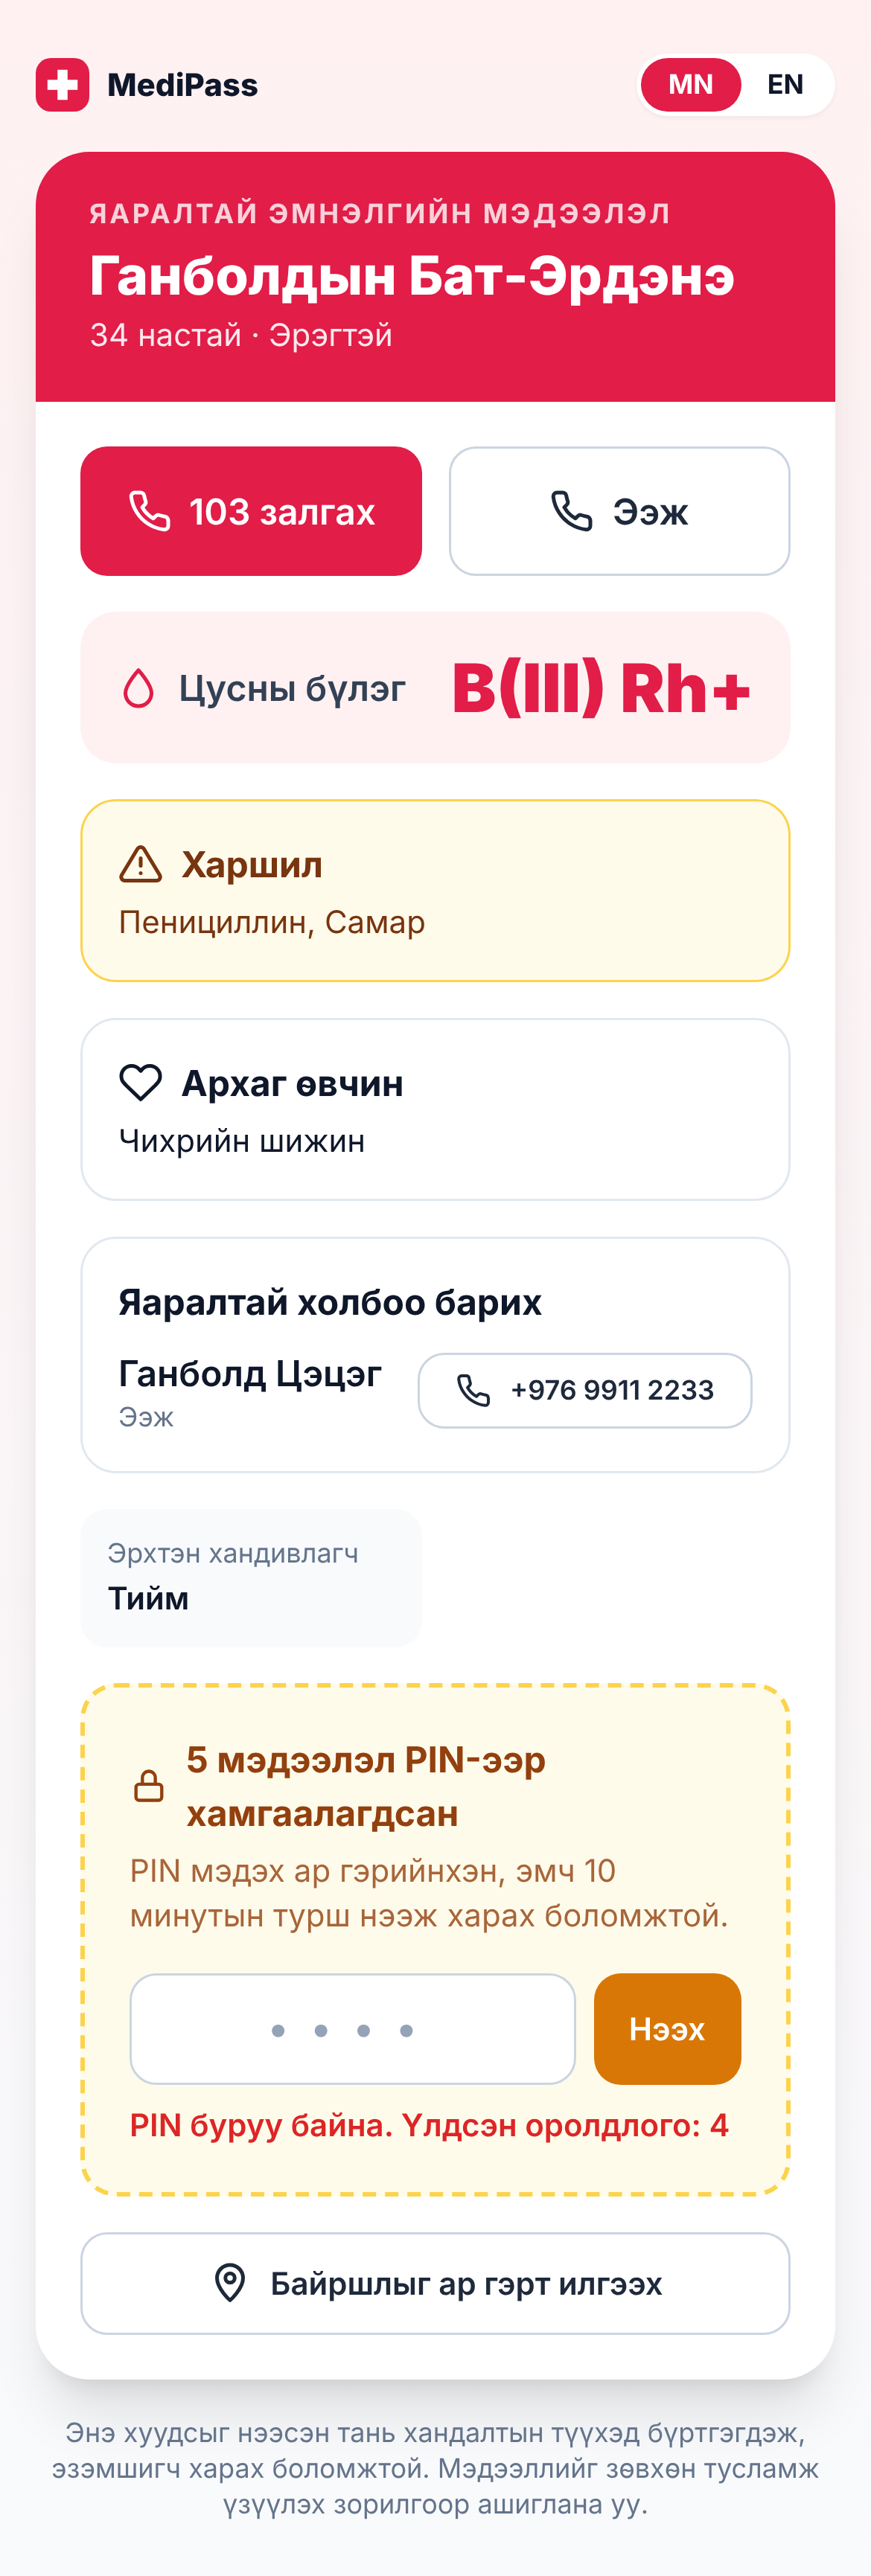 MediPass
MN EN
ЯАРАЛТАЙ ЭМНЭЛГИЙН МЭДЭЭЛЭЛ
Ганболдын Бат-Эрдэнэ
34 настай · Эрэгтэй
103 залгах
Ээж
Цусны бүлэг B(III) Rh+
Харшил
Пенициллин, Самар
Архаг өвчин
Чихрийн шижин
Яаралтай холбоо барих
Ганболд Цэцэг
Ээж
+976 9911 2233
Эрхтэн хандивлагч
Тийм
5 мэдээлэл PIN-ээр
хамгаалагдсан
PIN мэдэх ар гэрийнхэн, эмч 10
минутын турш нээж харах боломжтой.
Нээх
PIN буруу байна. Үлдсэн оролдлого: 4
Байршлыг ар гэрт илгээх
Энэ хуудсыг нээсэн тань хандалтын түүхэд бүртгэгдэж,
эзэмшигч харах боломжтой. Мэдээллийг зөвхөн тусламж
үзүүлэх зорилгоор ашиглана уу.